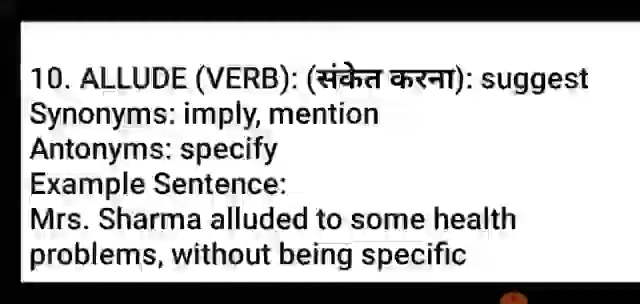 10. ALLUDE (VERB): (संकेत करना): suggest
Synonyms: imply, mention
Antonyms: specify
Example Sentence:
Mrs. Sharma alluded to some health
problems, without being specific